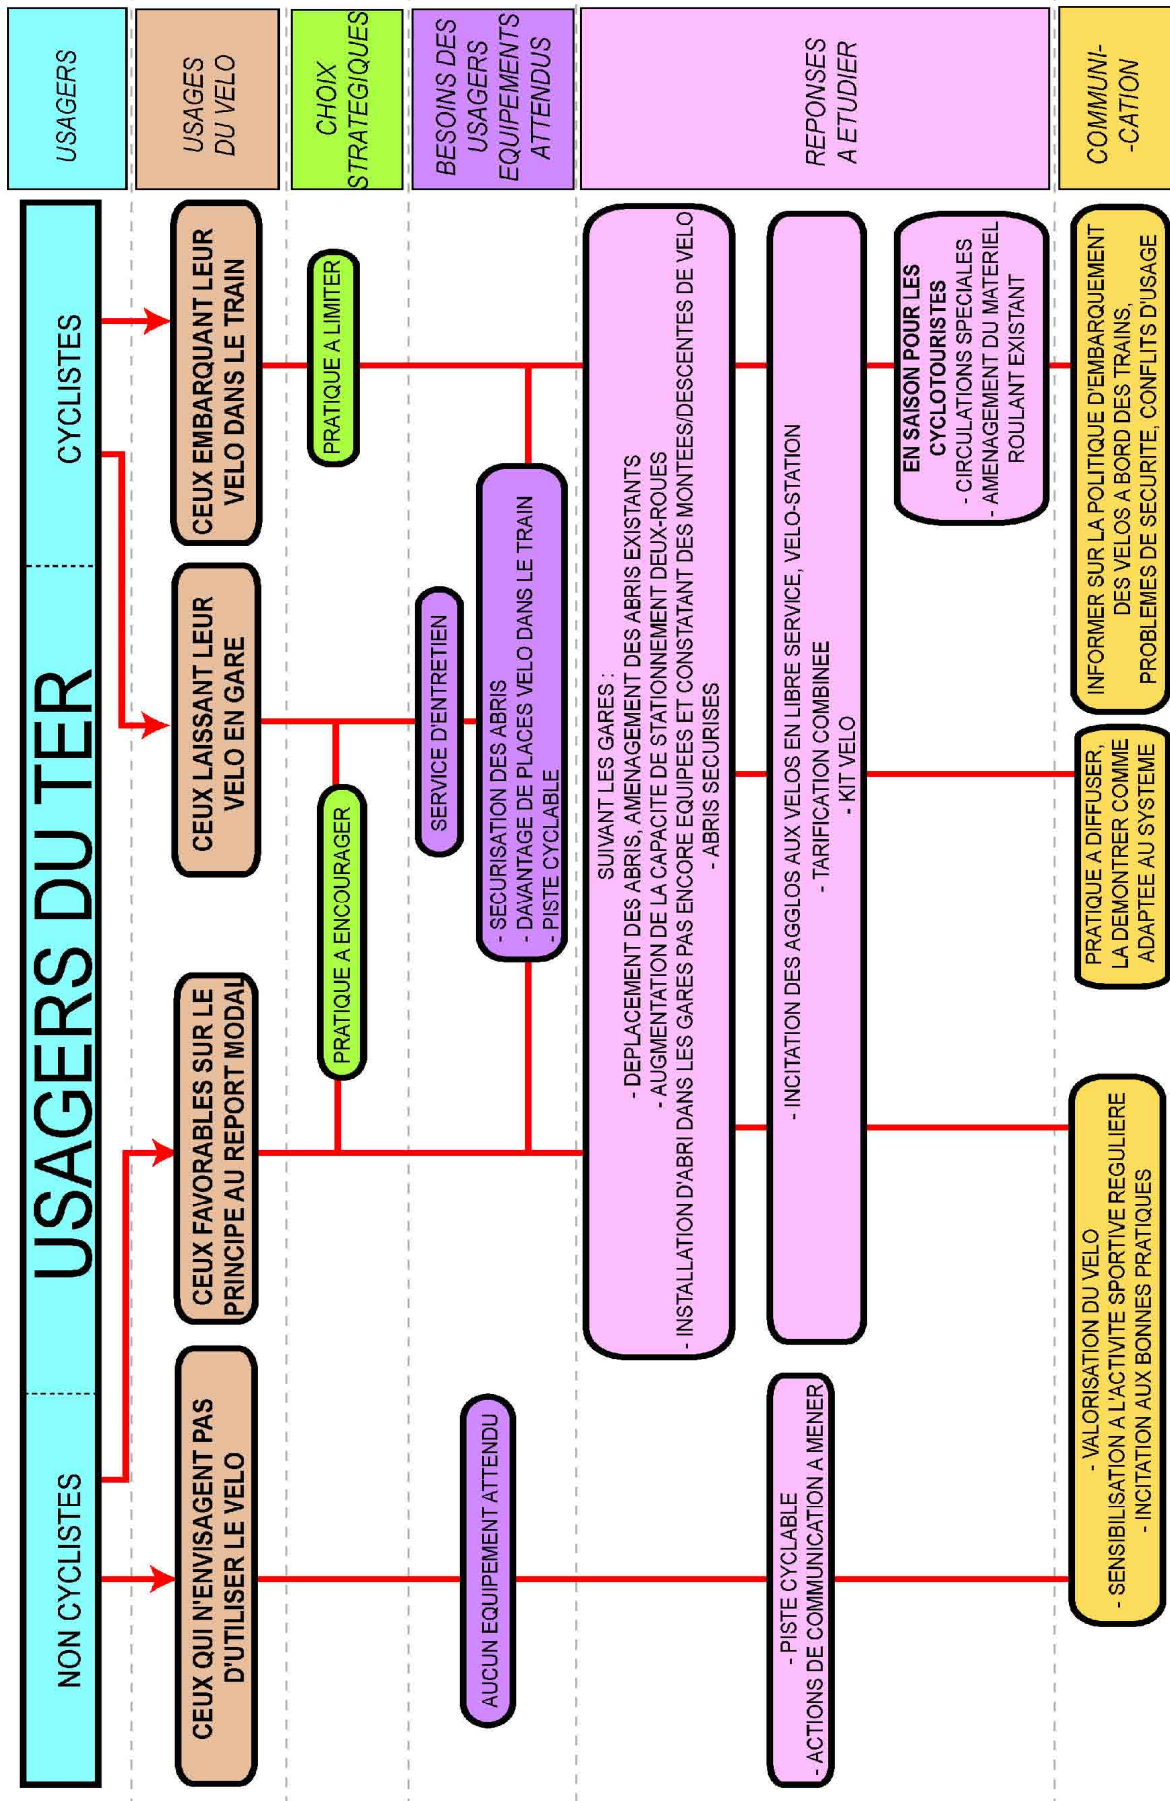 USAGERS DU TER
NON CYCLISTES
CYCLISTES
USAGERS
CEUX QUI N'ENVISAGENT PAS
D'UTILISER LE VELO
CEUX FAVORABLES SUR LE
PRINCIPE AU REPORT MODAL
CEUX LAISSANT LEUR
VELO EN GARE
CEUX EMBARQUANT LEUR
VELO DANS LE TRAIN
USAGES
DU VELO
PRATIQUE A ENCOURAGER
PRATIQUE A LIMITER
CHOIX
STRATEGIQUES
AUCUN EQUIPEMENT ATTENDU
SERVICE D'ENTRETIEN
- SECURISATION DES ABRIS
- DAVANTAGE DE PLACES VELO DANS LE TRAIN
- PISTE CYCLABLE
BESOINS DES
USAGERS
EQUIPEMENTS
ATTENDUS
SUIVANT LES GARES :
- DEPLACEMENT DES ABRIS, AMENAGEMENT DES ABRIS EXISTANTS
- AUGMENTATION DE LA CAPACITE DE STATIONNEMENT DEUX-ROUES
- INSTALLATION D'ABRI DANS LES GARES PAS ENCORE EQUIPEES ET CONSTATANT DES MONTEES/DESCENTES DE VELO
- ABRIS SECURISES
- PISTE CYCLABLE
- ACTIONS DE COMMUNICATION A MENER
- INCITATION DES AGGLOS AUX VELOS EN LIBRE SERVICE, VELO-STATION
- TARIFICATION COMBINEE
- KIT VELO
EN SAISON POUR LES
CYCLOTOURISTES
- CIRCULATIONS SPECIALES
- AMENAGEMENT DU MATERIEL
ROULANT EXISTANT
REPONSES
A ETUDIER
- VALORISATION DU VELO
- SENSIBILISATION A L'ACTIVITE SPORTIVE REGULIERE
- INCITATION AUX BONNES PRATIQUES
PRATIQUE A DIFFUSER,
LA DEMONTRER COMME
ADAPTEE AU SYSTEME
INFORMER SUR LA POLITIQUE D'EMBARQUEMENT
DES VELOS A BORD DES TRAINS,
PROBLEMES DE SECURITE, CONFLITS D'USAGE
COMMUNI-
-CATION